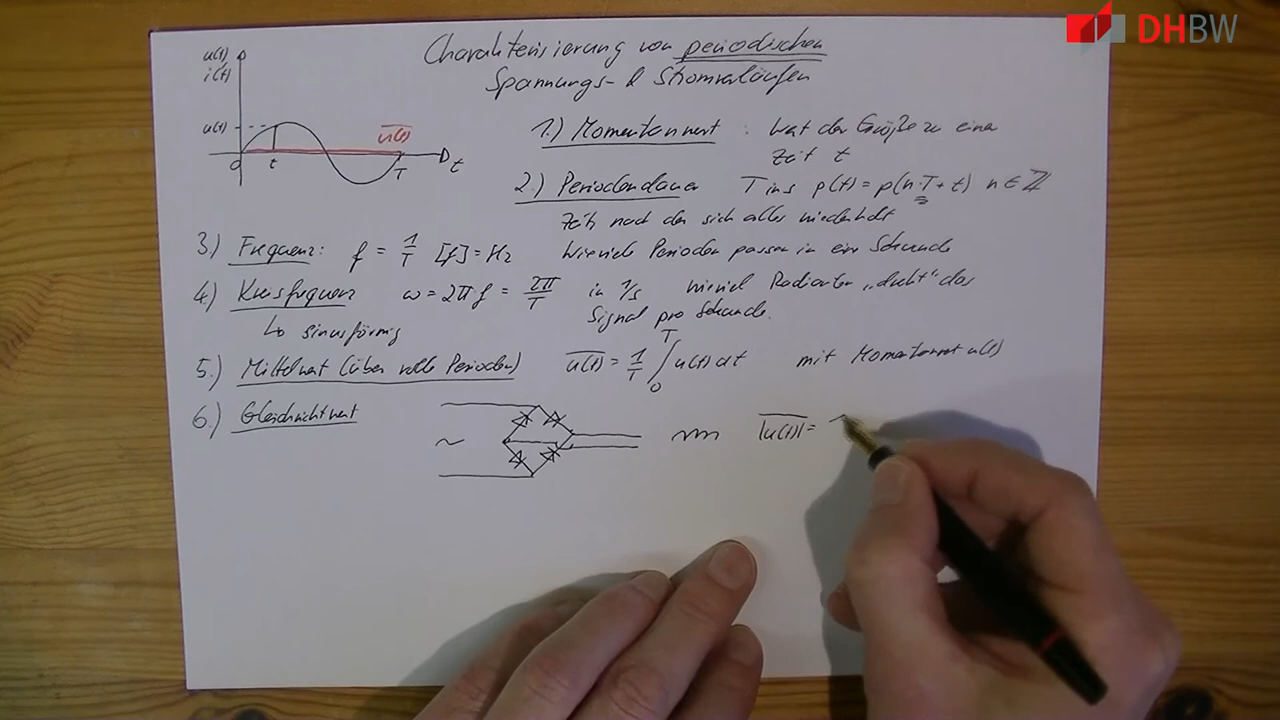 DHBW
Charakterisierung von periodischen
Spannungs- & Stromverläufen
u(t)
i(t)
u(t)
u(t)
0
t
T
t
1.) Momentanwert : Wert der Größe zu einer
Zeit t
2.) Periodendauer T ins p(t) = p(n·T + t) n ∈ ℤ
Zeit, nach der sich alles wiederholt
3.) Frequenz: f = 1/T [f] = Hz Wieviele Perioden passen in eine Sekunde
4.) Kreisfrequenz ω = 2πf = 2π/T in 1/s wieviel Radianten „dreht“ das
↳ sinusförmig Signal pro Sekunde.
5.) Mittelwert (über volle Perioden) u(t) = 1/T ∫₀ᵀ u(t) dt mit Momentanwert u(t)
6.) Gleichrichtwert ~ |u(t)| =